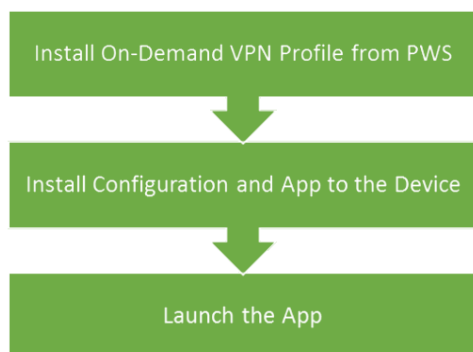 Install On-Demand VPN Profile from PWS
Install Configuration and App to the Device
Launch the App